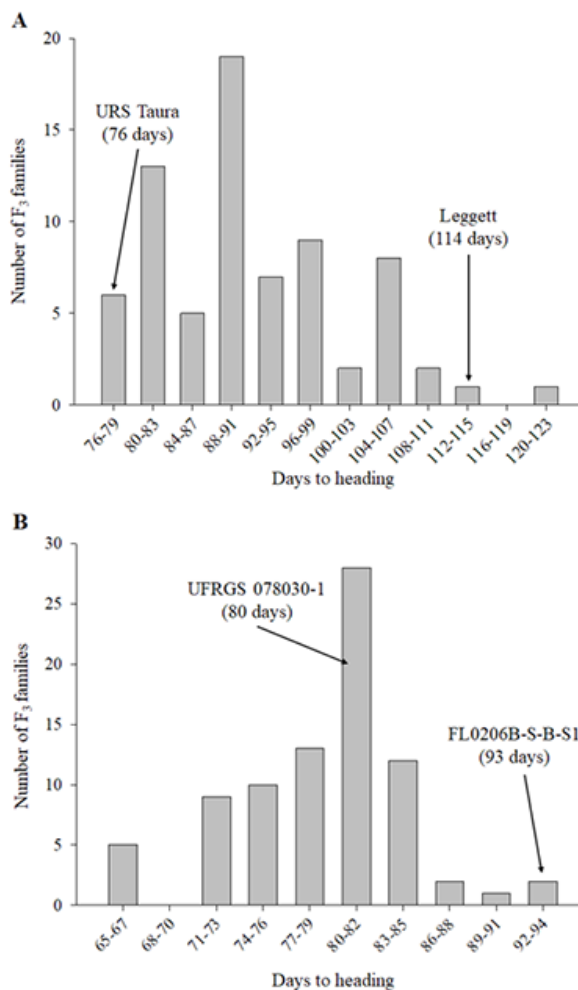 A
20
15
10
5
0
Number of F3 families
URS Taura
(76 days)
Leggett
(114 days)
76-79
80-83
84-87
88-91
92-95
96-99
100-103
104-107
108-111
112-115
116-119
120-123
Days to heading
B
30
25
20
15
10
5
0
Number of F3 families
UFRGS 078030-1
(80 days)
FL0206B-S-B-S1
(93 days)
65-67
68-70
71-73
74-76
77-79
80-82
83-85
86-88
89-91
92-94
Days to heading